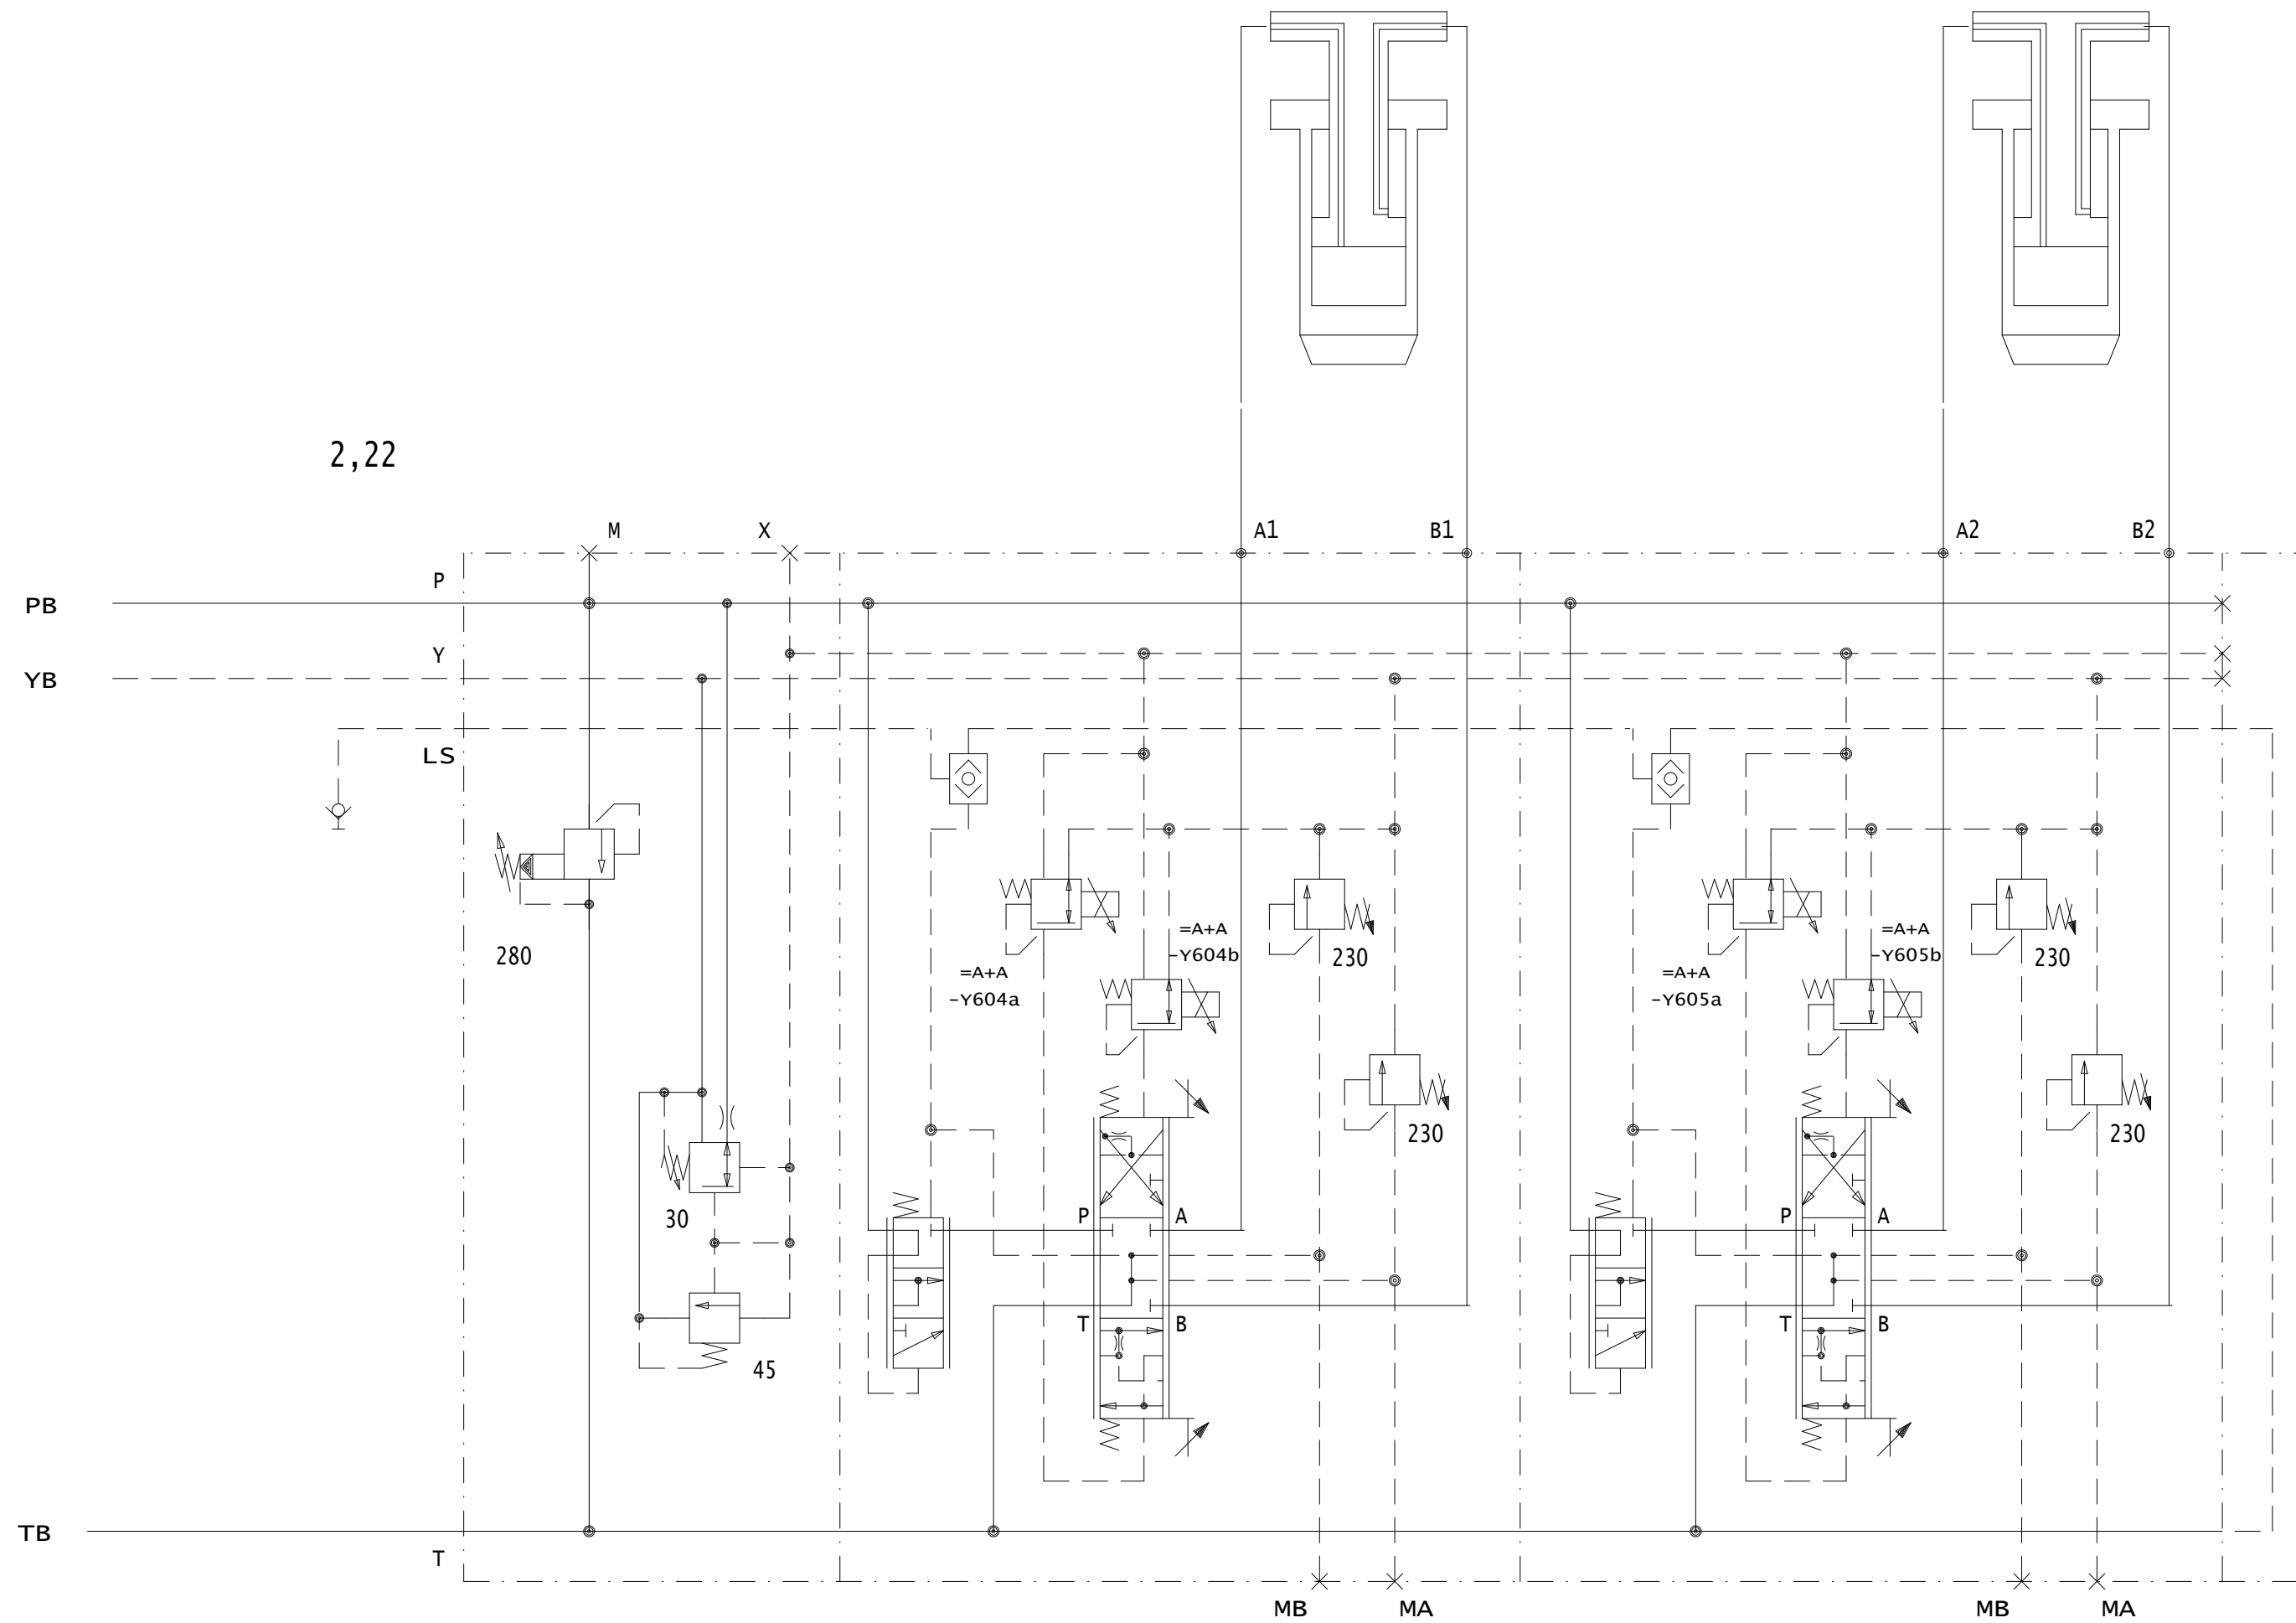 2,22
M X A1 B1 A2 B2
P
PB
Y
YB
LS
280
=A+A
-Y604b
230
=A+A
-Y605b
230
=A+A
-Y604a
=A+A
-Y605a
230
230
30
P A
P A
T B
T B
45
TB
T
MB MA
MB MA